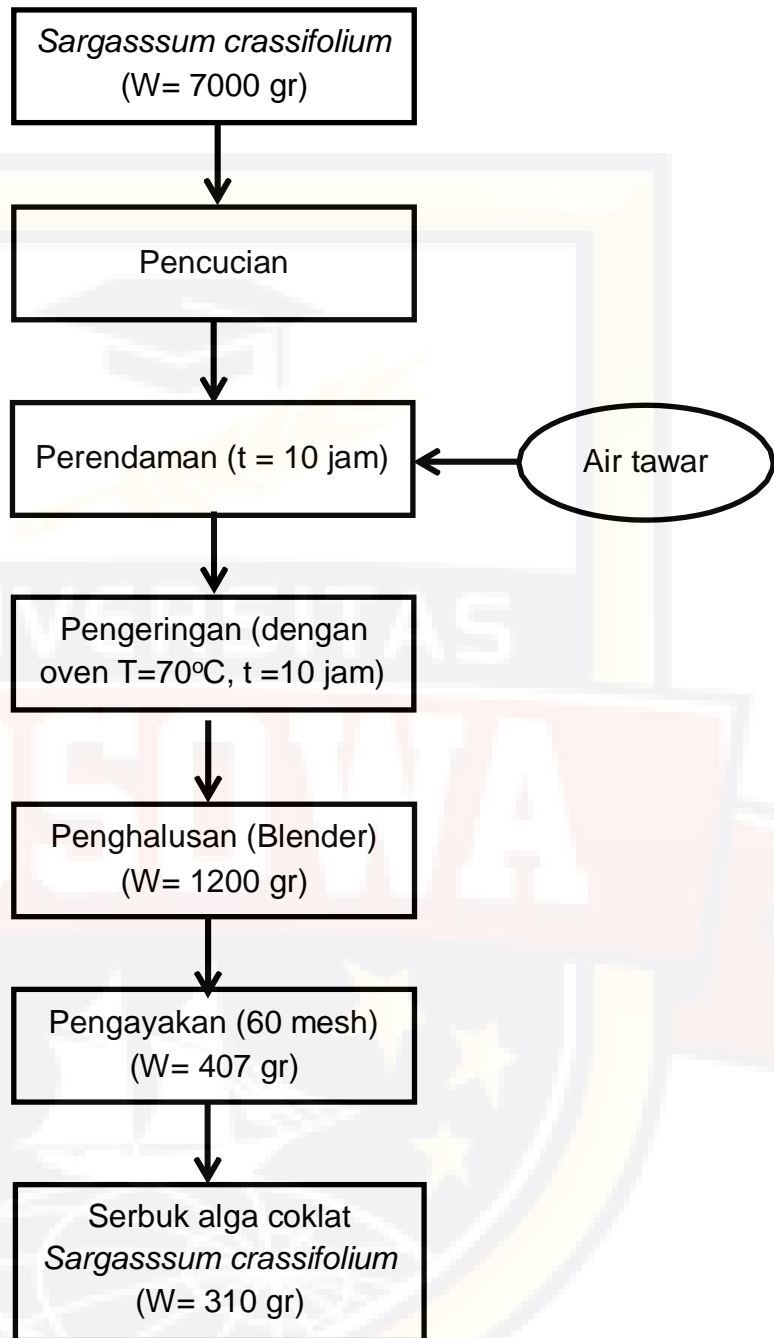 Sargasssum crassifolium
(W= 7000 gr)
Pencucian
Perendaman (t = 10 jam)
Air tawar
Pengeringan (dengan
oven T=70°C, t =10 jam)
Penghalusan (Blender)
(W= 1200 gr)
Pengayakan (60 mesh)
(W= 407 gr)
Serbuk alga coklat
Sargasssum crassifolium
(W= 310 gr)